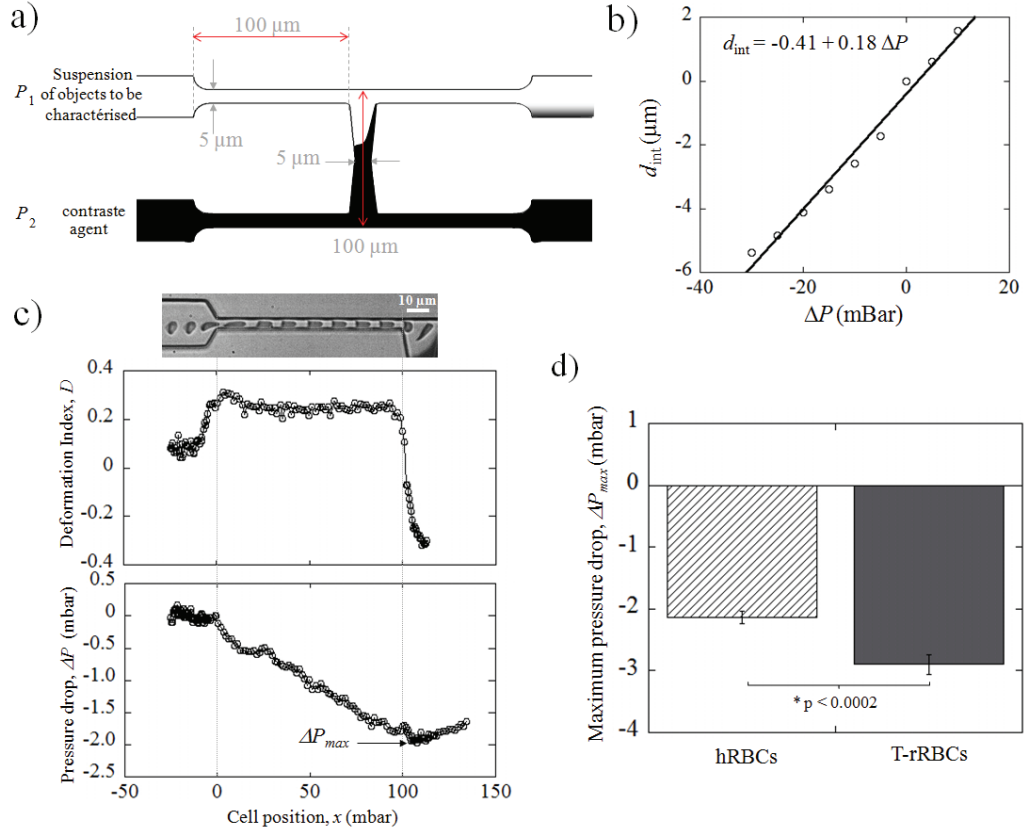 a)
100 µm
P1
Suspension
of objects to be
charactérised
5 µm
5 µm
P2
contraste
agent
100 µm
b)
dint = -0.41 + 0.18 ΔP
2
0
-2
-4
-6
dint (µm)
-20
0
20
ΔP (mBar)
c)
10 µm
0.4
0.2
0
-0.2
-0.4
Deformation Index, D
0.5
0
-0.5
-1.0
-1.5
-2.0
-2.5
Pressure drop, ΔP (mbar)
ΔPmax
-50
0
50
100
150
Cell position, x (mbar)
d)
1
0
-1
-2
-3
-4
Maximum pressure drop, ΔPmax (mbar)
* p < 0.0002
hRBCs
T-rRBCs